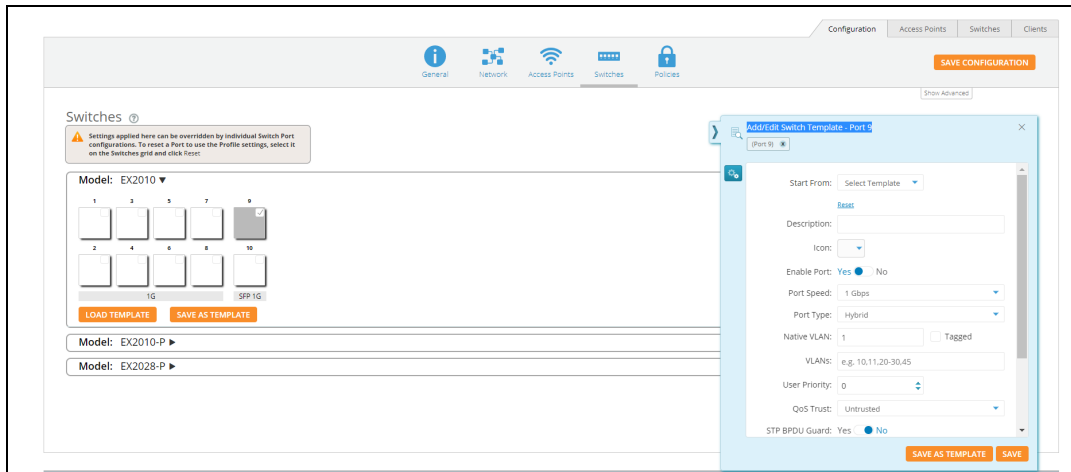 Configuration
Access Points
Switches
Clients
General
Network
Access Points
Switches
Policies
SAVE CONFIGURATION
Show Advanced
Switches
Settings applied here can be overridden by individual Switch Port
configurations. To reset a Port to use the Profile settings, select it
on the Switches grid and click Reset
Model: EX2010
1 3 5 7 9
2 4 6 8 10
1G SFP 1G
LOAD TEMPLATE SAVE AS TEMPLATE
Model: EX2010-P
Model: EX2028-P
Add/Edit Switch Template - Port 9
(Port 9)
Start From: Select Template
Reset
Description:
Icon:
Enable Port: Yes No
Port Speed: 1 Gbps
Port Type: Hybrid
Native VLAN: 1 Tagged
VLANs: e.g. 10,11,20-30,45
User Priority: 0
QoS Trust: Untrusted
STP BPDU Guard: Yes No
SAVE AS TEMPLATE SAVE